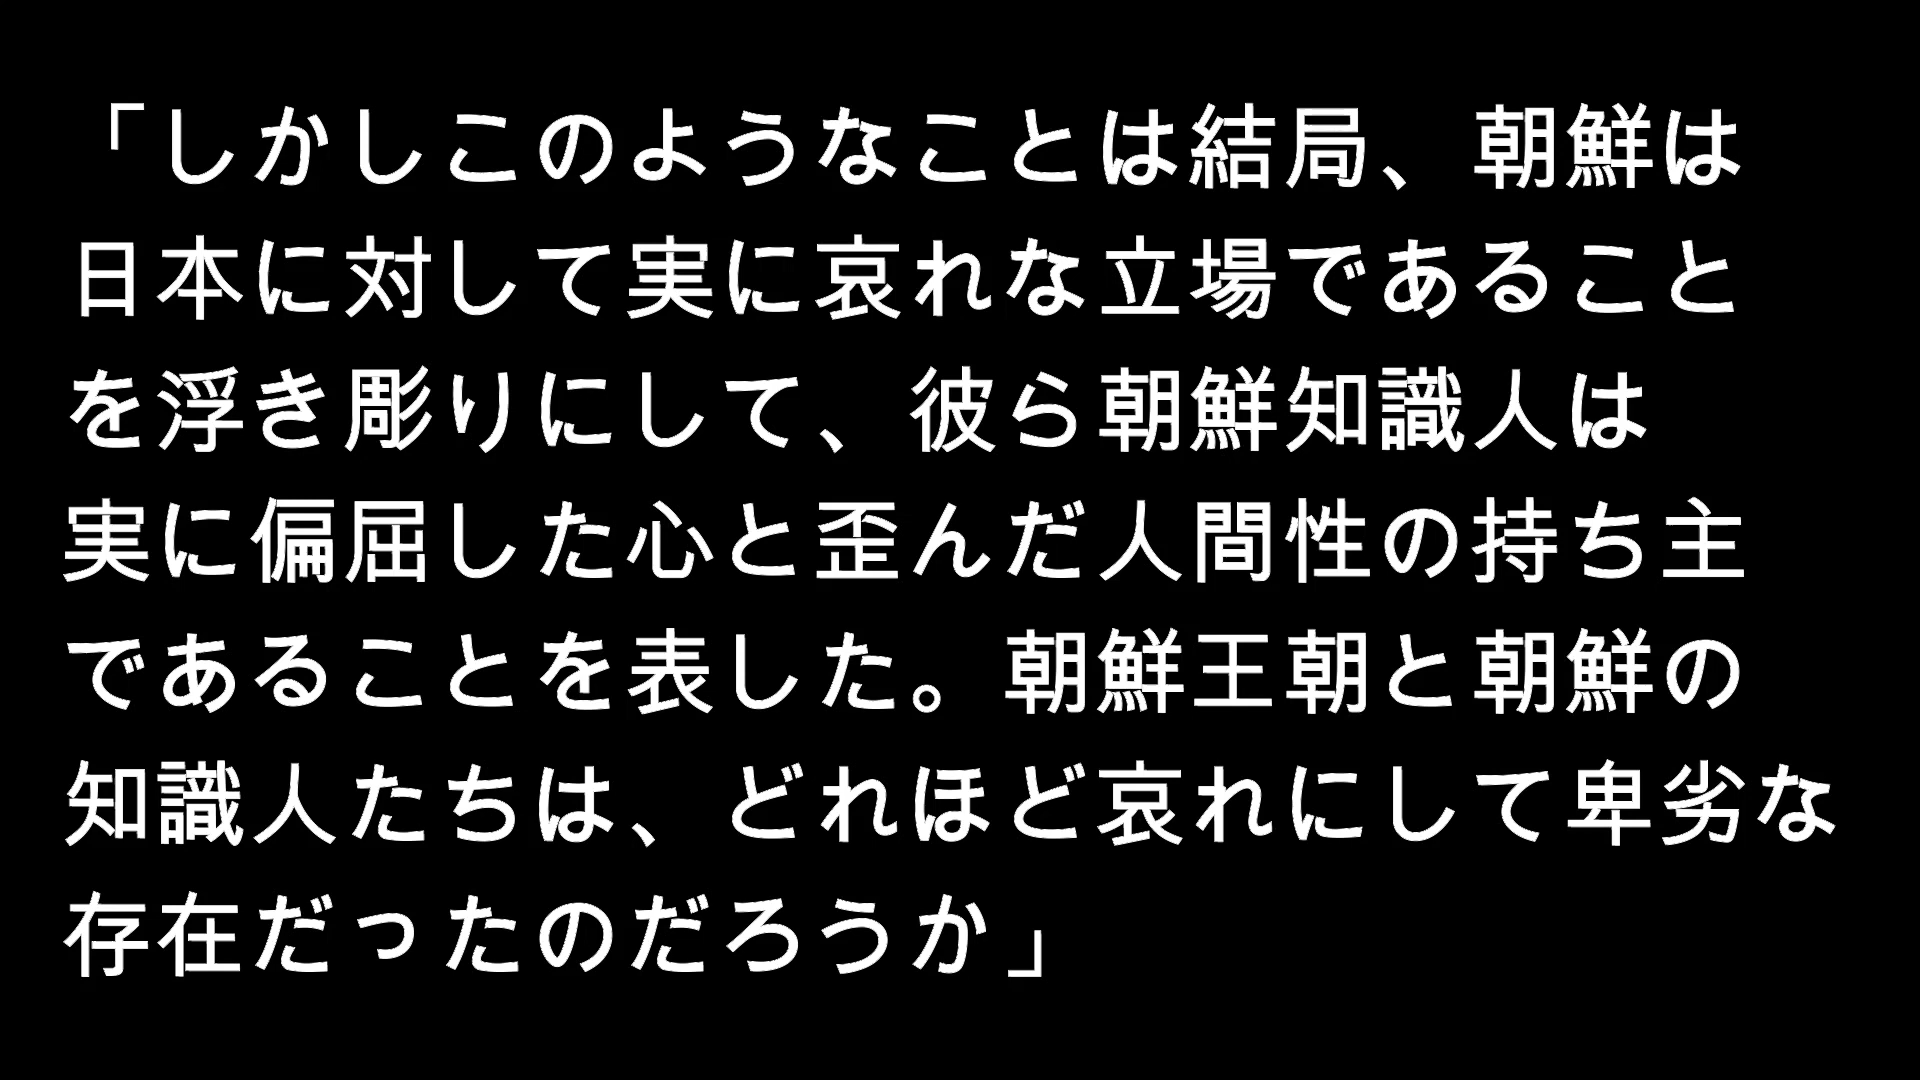 「しかしこのようなことは結局、朝鮮は
日本に対して実に哀れな立場であること
を浮き彫りにして、彼ら朝鮮知識人は
実に偏屈した心と歪んだ人間性の持ち主
であることを表した。朝鮮王朝と朝鮮の
知識人たちは、どれほど哀れにして卑劣な
存在だったのだろうか」